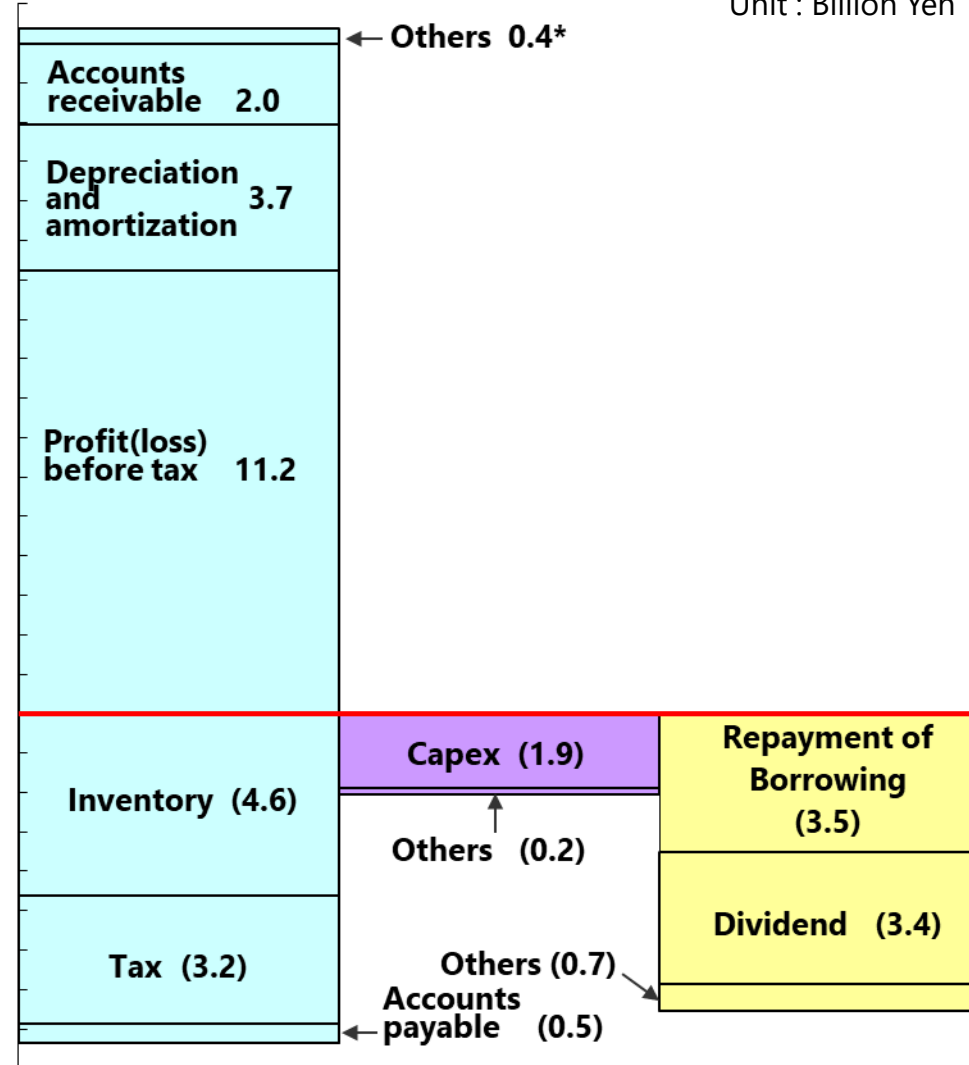 Unit : Billion Yen
Others 0.4*
Accounts
receivable 2.0
Depreciation
and 3.7
amortization
Profit(loss)
before tax 11.2
Capex (1.9)
Repayment of
Borrowing
(3.5)
Inventory (4.6)
Others (0.2)
Dividend (3.4)
Tax (3.2)
Others (0.7)
Accounts
payable (0.5)